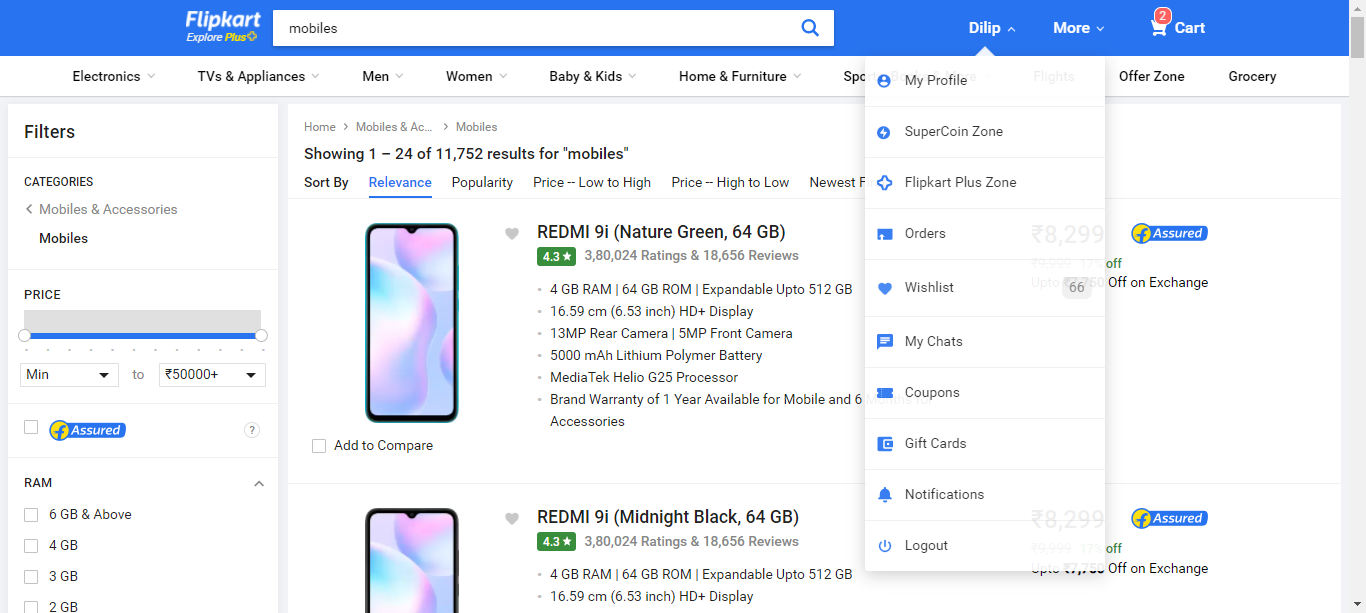 Flipkart
Explore Plus
mobiles
Dilip
More
2
Cart
Electronics
TVs & Appliances
Men
Women
Baby & Kids
Home & Furniture
Flights
Offer Zone
Grocery
My Profile
SuperCoin Zone
Flipkart Plus Zone
Orders
Wishlist
66
My Chats
Coupons
Gift Cards
Notifications
Logout
Filters
CATEGORIES
Mobiles & Accessories
Mobiles
PRICE
Min
to
₹50000+
Assured
?
RAM
6 GB & Above
4 GB
3 GB
2 GB
Home > Mobiles & Ac... > Mobiles
Showing 1 – 24 of 11,752 results for "mobiles"
Sort By Relevance Popularity Price -- Low to High Price -- High to Low Newest
REDMI 9i (Nature Green, 64 GB)
4.3★ 3,80,024 Ratings & 18,656 Reviews
4 GB RAM | 64 GB ROM | Expandable Upto 512 GB
16.59 cm (6.53 inch) HD+ Display
13MP Rear Camera | 5MP Front Camera
5000 mAh Lithium Polymer Battery
MediaTek Helio G25 Processor
Brand Warranty of 1 Year Available for Mobile and 6 Months for
Accessories
Add to Compare
₹8,299
Assured
₹9,999 17% off
Upto ₹7,750 Off on Exchange
REDMI 9i (Midnight Black, 64 GB)
4.3★ 3,80,024 Ratings & 18,656 Reviews
4 GB RAM | 64 GB ROM | Expandable Upto 512 GB
16.59 cm (6.53 inch) HD+ Display
₹8,299
Assured
₹9,999 17% off
Upto ₹7,750 Off on Exchange